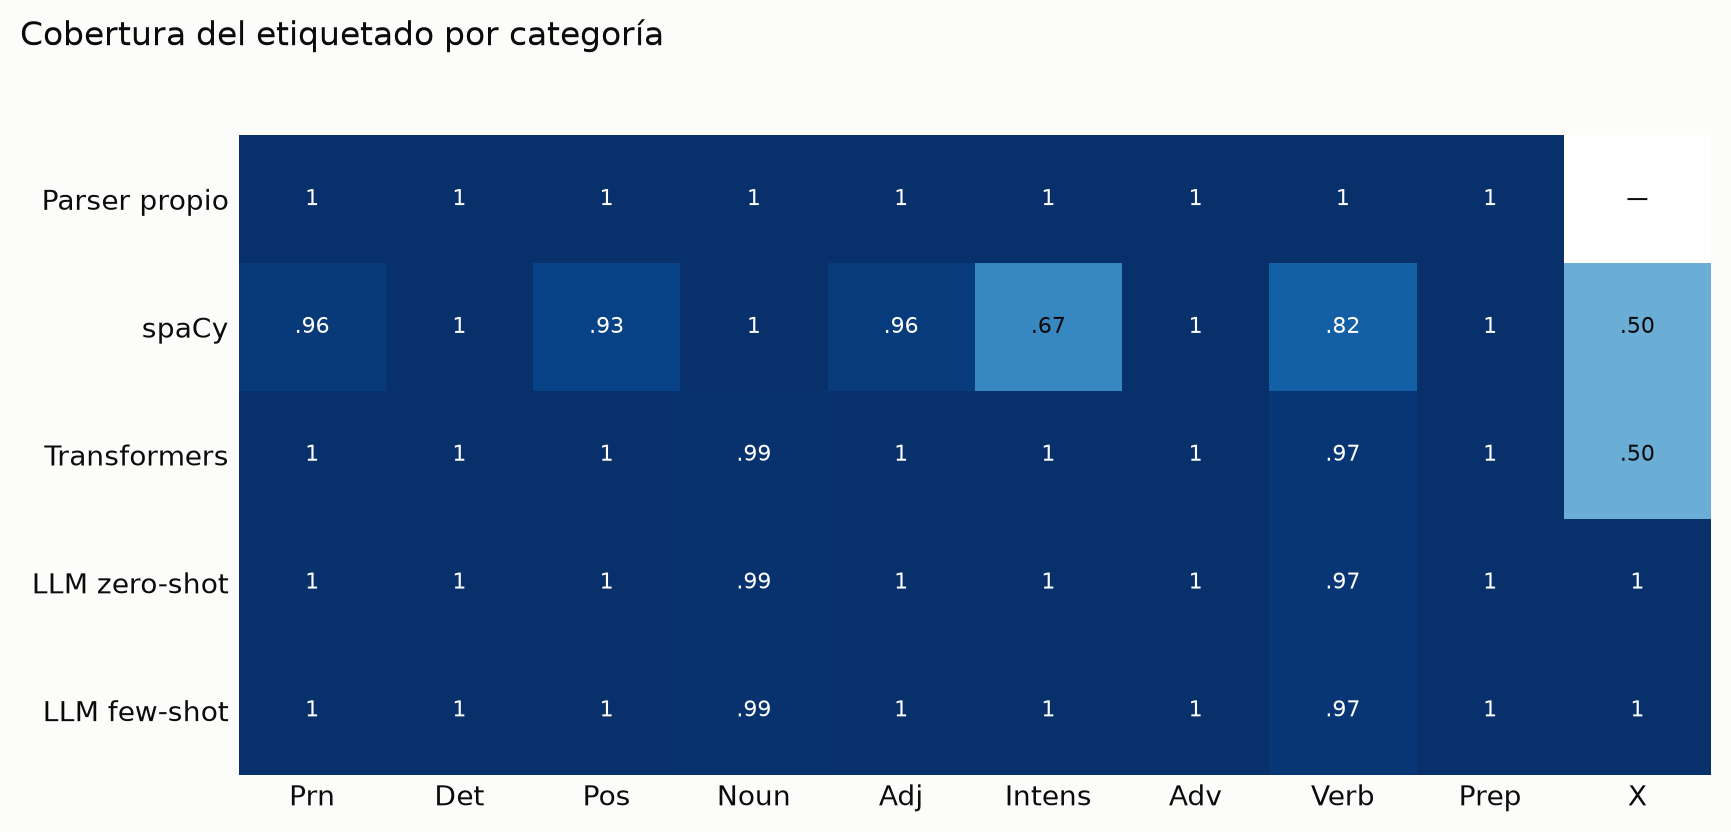 Cobertura del etiquetado por categoría
Parser propio 1 1 1 1 1 1 1 1 1 —
spaCy .96 1 .93 1 .96 .67 1 .82 1 .50
Transformers 1 1 1 .99 1 1 1 .97 1 .50
LLM zero-shot 1 1 1 .99 1 1 1 .97 1 1
LLM few-shot 1 1 1 .99 1 1 1 .97 1 1
Prn Det Pos Noun Adj Intens Adv Verb Prep X